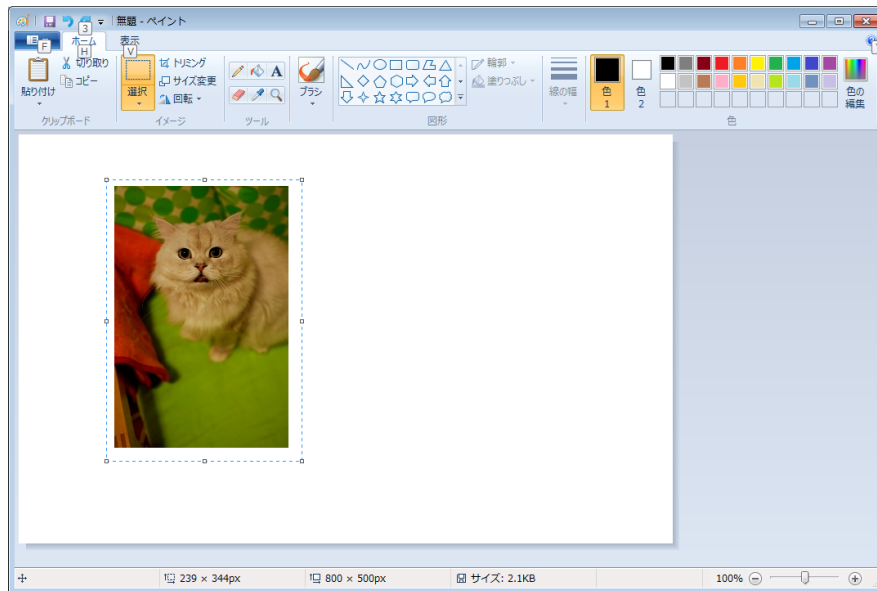 無題 - ペイント
3
F
ホーム
H
表示
V
貼り付け
切り取り
コピー
クリップボード
選択
トリミング
サイズ変更
回転
イメージ
A
ツール
ブラシ
輪郭
塗りつぶし
図形
線の幅
色
1
色
2
色の
編集
色
239 × 344px
800 × 500px
サイズ: 2.1KB
100%